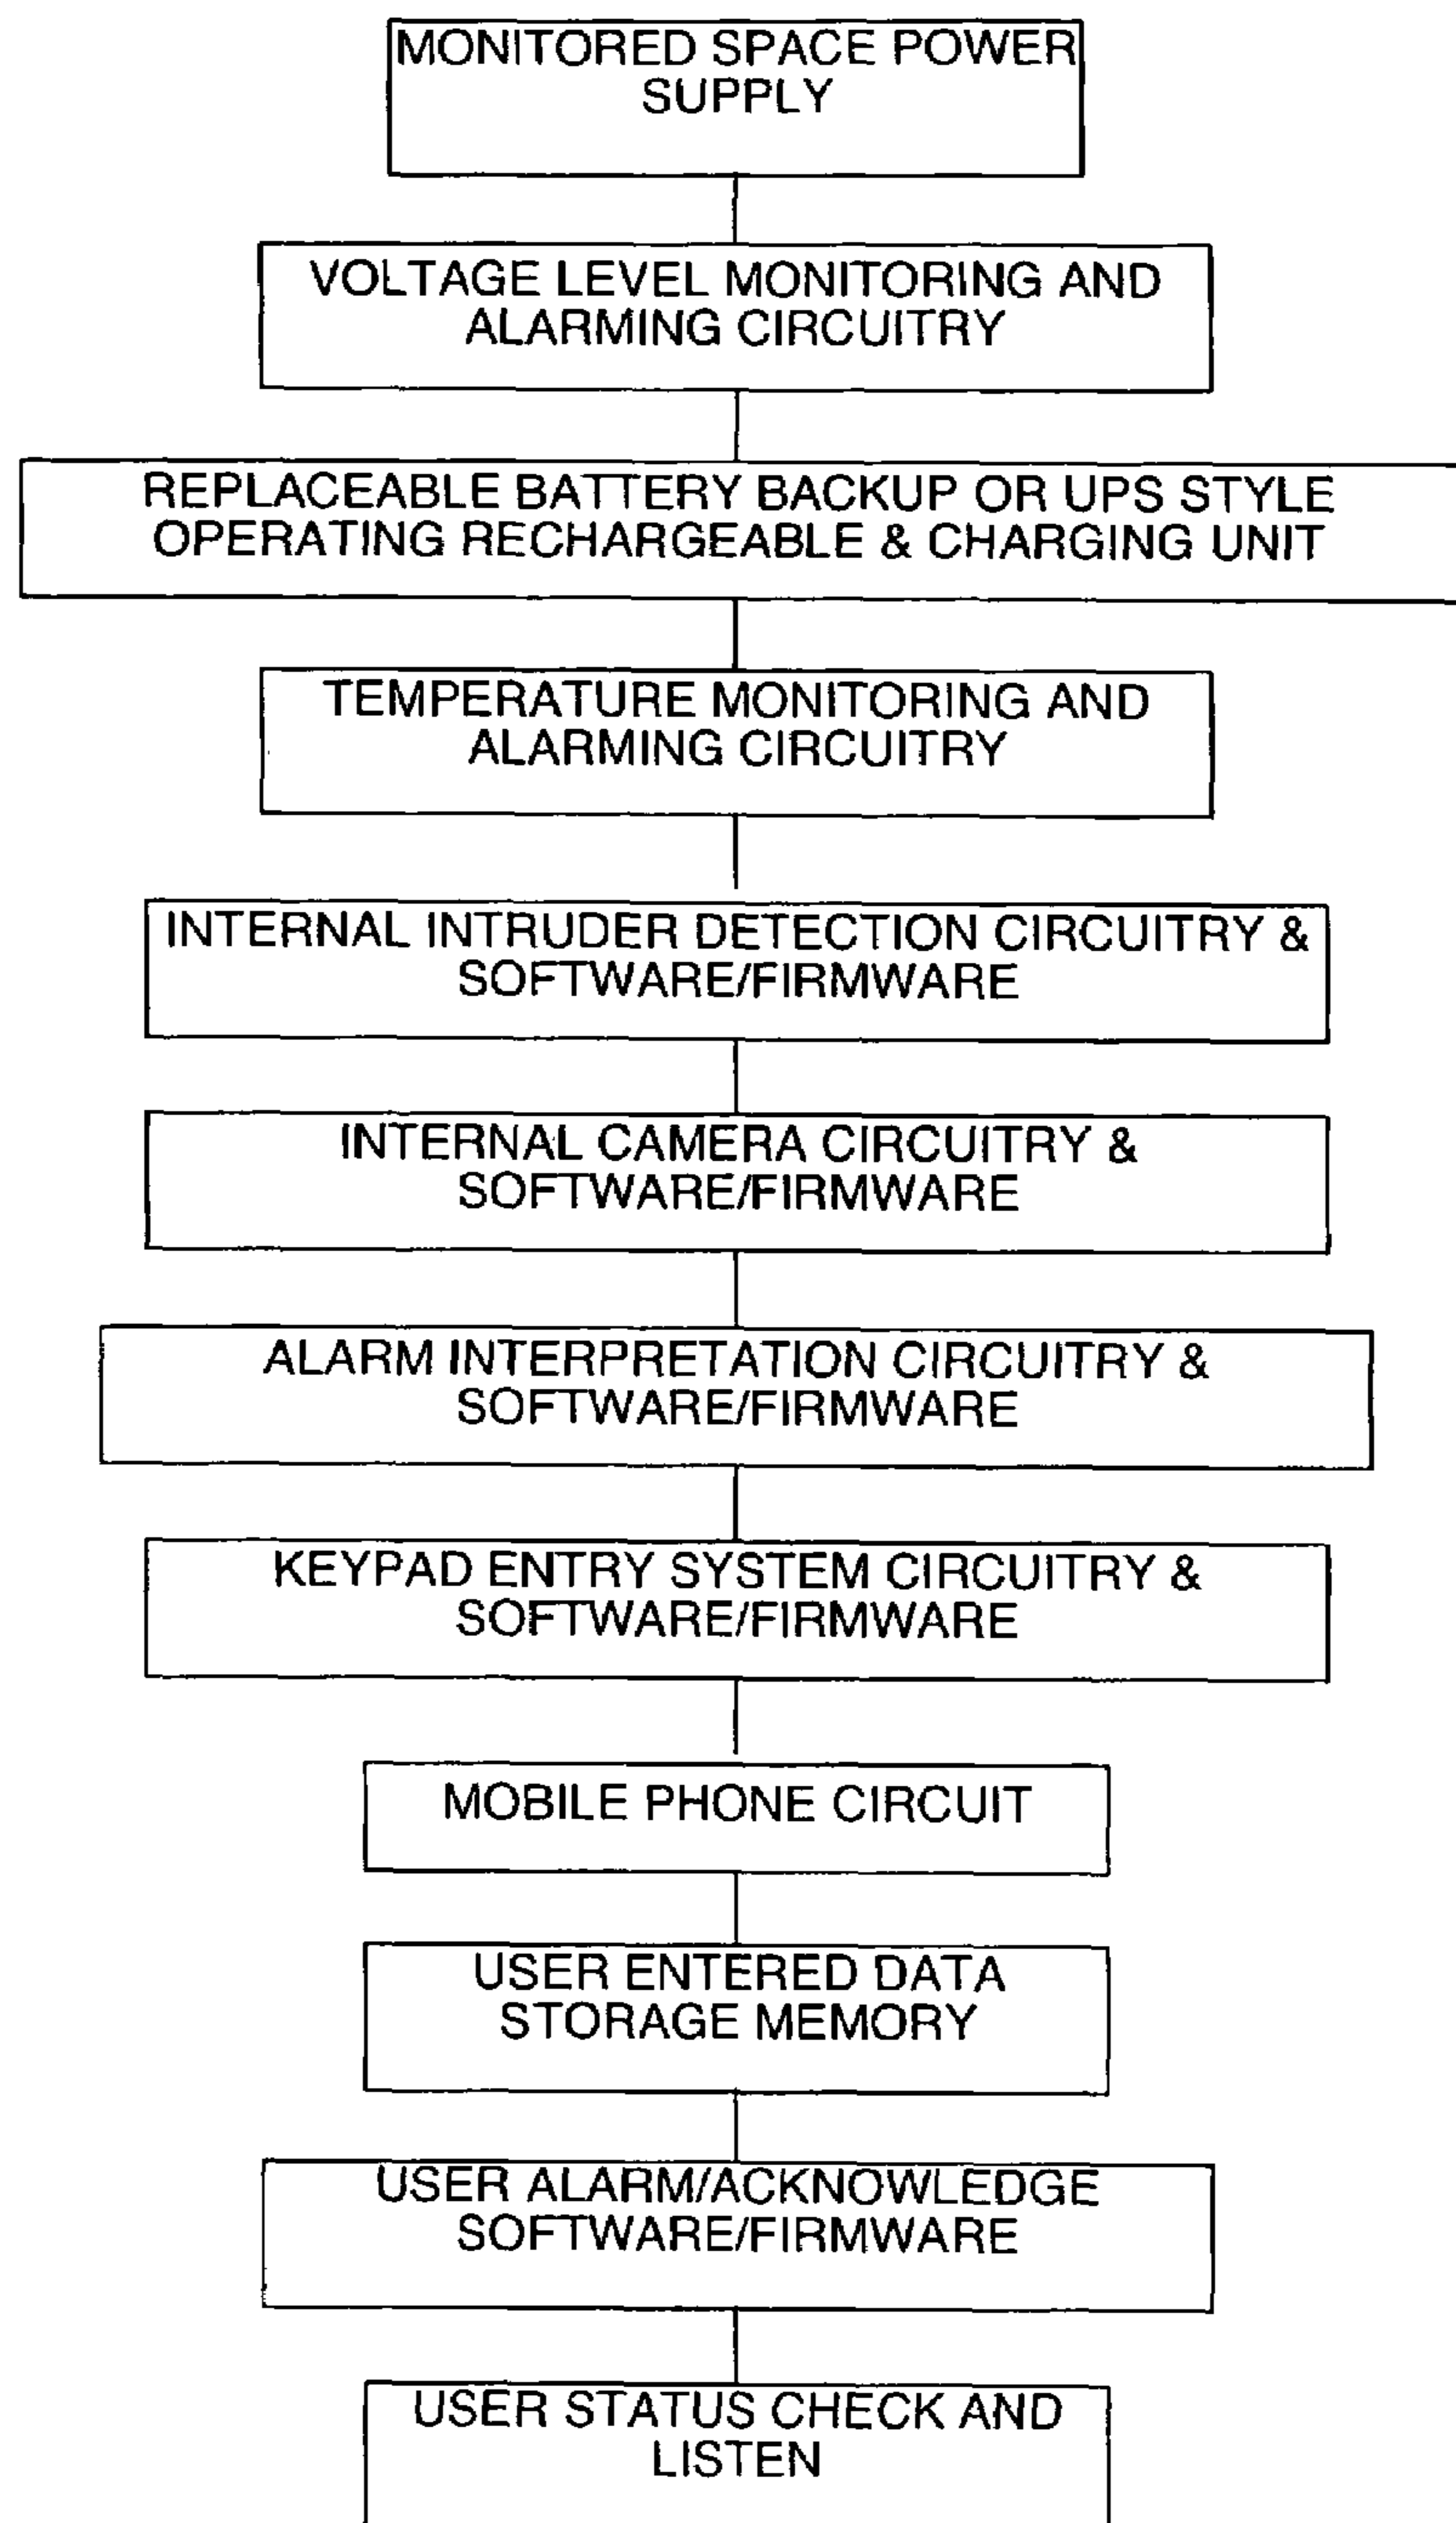 MONITORED SPACE POWER
SUPPLY
VOLTAGE LEVEL MONITORING AND
ALARMING CIRCUITRY
REPLACEABLE BATTERY BACKUP OR UPS STYLE
OPERATING RECHARGEABLE & CHARGING UNIT
TEMPERATURE MONITORING AND
ALARMING CIRCUITRY
INTERNAL INTRUDER DETECTION CIRCUITRY &
SOFTWARE/FIRMWARE
INTERNAL CAMERA CIRCUITRY &
SOFTWARE/FIRMWARE
ALARM INTERPRETATION CIRCUITRY &
SOFTWARE/FIRMWARE
KEYPAD ENTRY SYSTEM CIRCUITRY &
SOFTWARE/FIRMWARE
MOBILE PHONE CIRCUIT
USER ENTERED DATA
STORAGE MEMORY
USER ALARM/ACKNOWLEDGE
SOFTWARE/FIRMWARE
USER STATUS CHECK AND
LISTEN